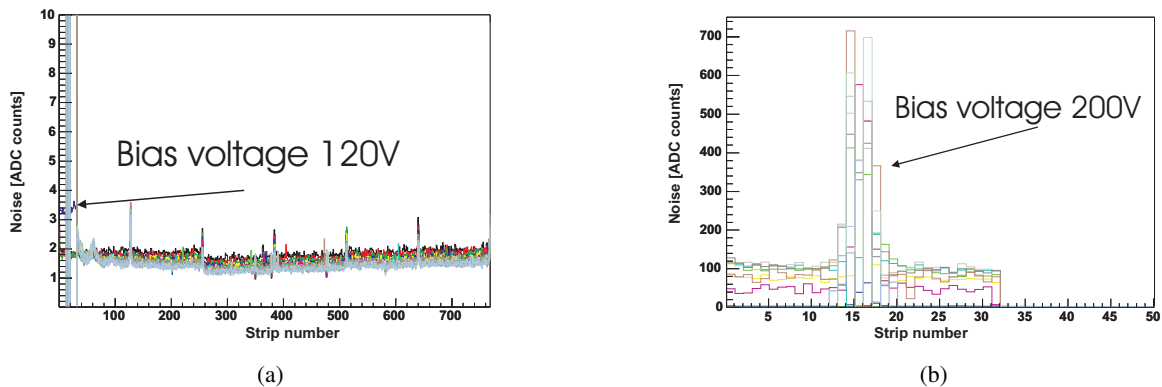 10
9
8
7
6
5
4
3
2
1
Noise [ADC counts]
Bias voltage 120V
100 200 300 400 500 600 700
Strip number
(a)
700
600
500
400
300
200
100
0
Noise [ADC counts]
Bias voltage 200V
5 10 15 20 25 30 35 40 45 50
Strip number
(b)